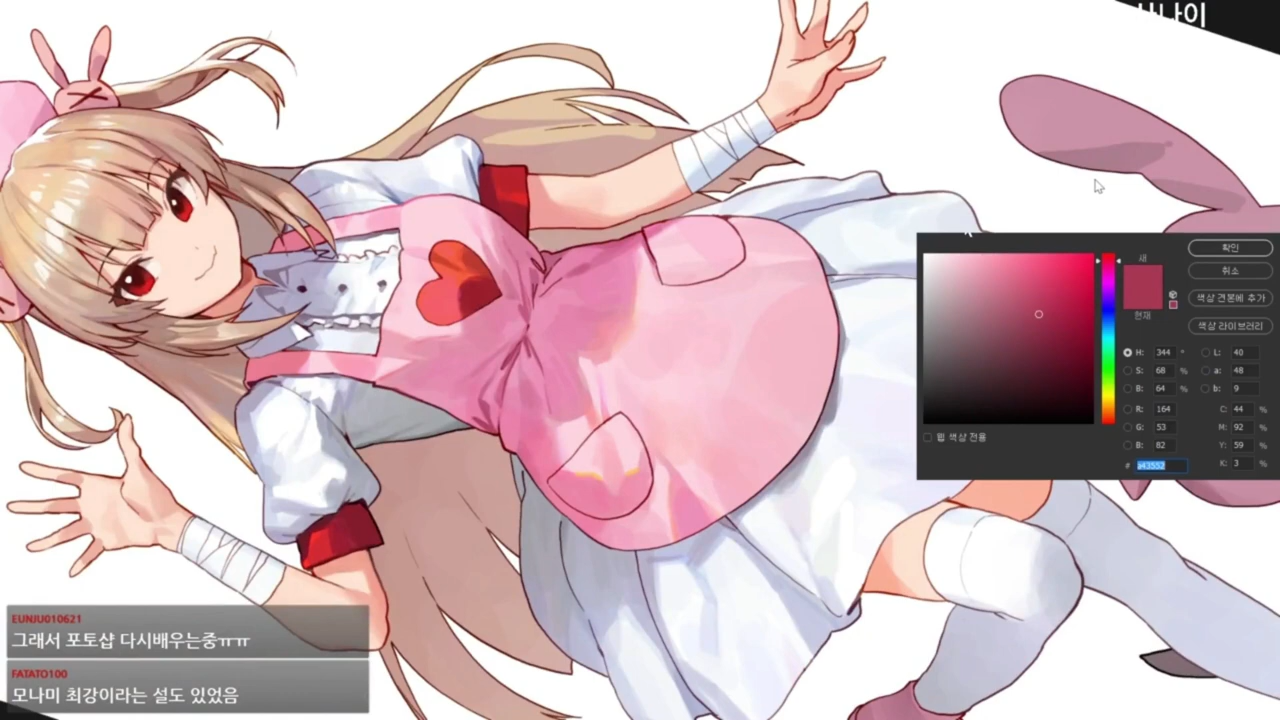 새
확인
취소
색상 견본에 추가
현재
색상 라이브러리
H: 344 °
L: 40
S: 68 %
a: 48
B: 64 %
b: 9
R: 164
C: 44 %
G: 53
M: 92 %
B: 82
Y: 59 %
웹 색상 전용
# a43552
K: 3 %
EUNJU010621
그래서 포토샵 다시배우는중ㅠㅠ
FATATO100
모나미 최강이라는 설도 있었음